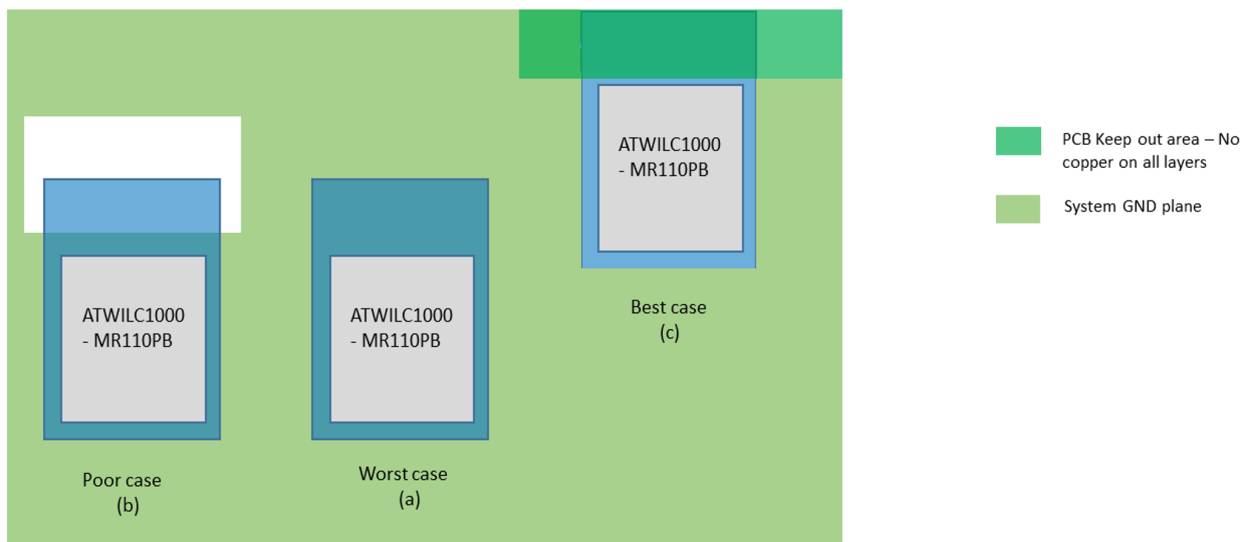 ATWILC1000
- MR110PB
Best case
(c)
ATWILC1000
- MR110PB
Poor case
(b)
ATWILC1000
- MR110PB
Worst case
(a)
PCB Keep out area – No
copper on all layers
System GND plane